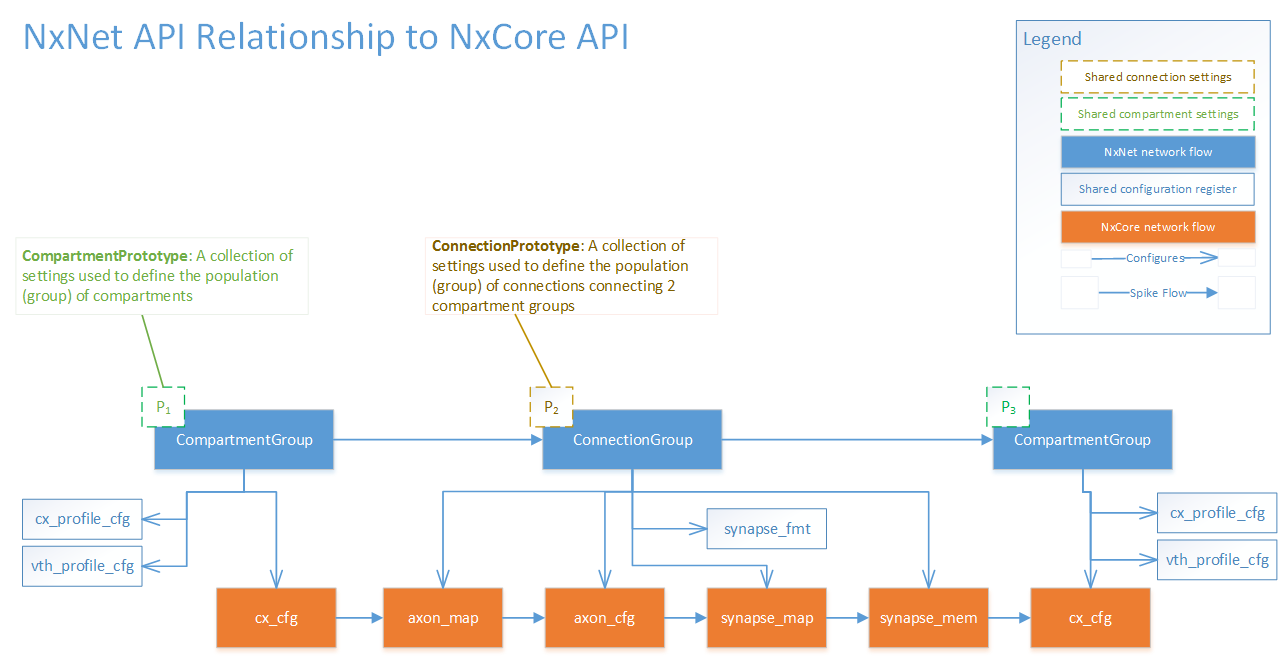 NxNet API Relationship to NxCore API
Legend
Shared connection settings
Shared compartment settings
NxNet network flow
Shared configuration register
NxCore network flow
Configures
Spike Flow
CompartmentPrototype: A collection of
settings used to define the population
(group) of compartments
ConnectionPrototype: A collection of
settings used to define the population
(group) of connections connecting 2
compartment groups
P1
CompartmentGroup
P2
ConnectionGroup
P3
CompartmentGroup
cx_profile_cfg
vth_profile_cfg
synapse_fmt
cx_profile_cfg
vth_profile_cfg
cx_cfg
axon_map
axon_cfg
synapse_map
synapse_mem
cx_cfg